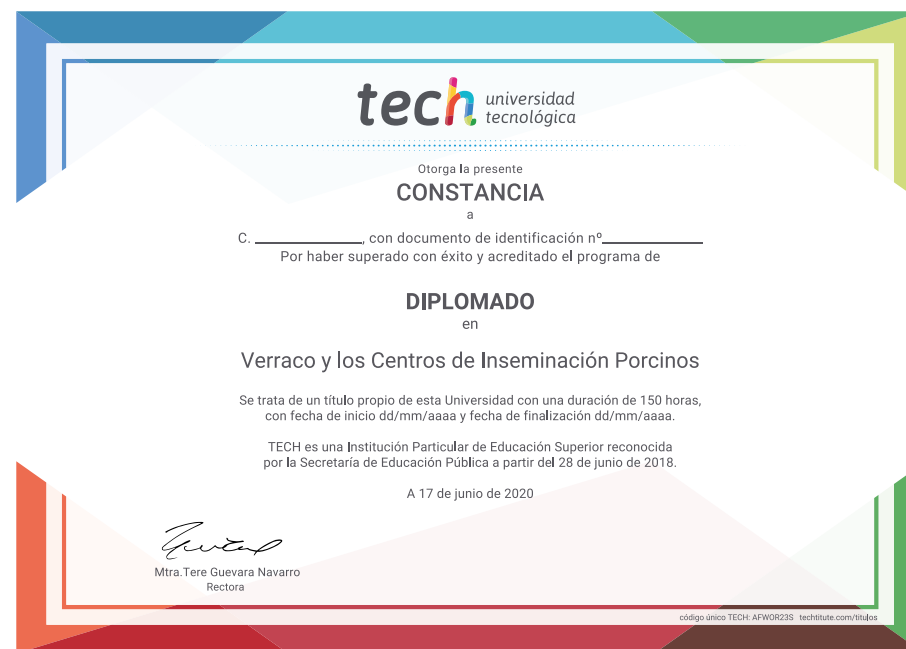 tech universidad
tecnológica
Otorga la presente
CONSTANCIA
a
C. ______________, con documento de identificación nº_____________
Por haber superado con éxito y acreditado el programa de
DIPLOMADO
en
Verraco y los Centros de Inseminación Porcinos
Se trata de un título propio de esta Universidad con una duración de 150 horas,
con fecha de inicio dd/mm/aaaa y fecha de finalización dd/mm/aaaa.
TECH es una Institución Particular de Educación Superior reconocida
por la Secretaría de Educación Pública a partir del 28 de junio de 2018.
A 17 de junio de 2020
Mtra.Tere Guevara Navarro
Rectora
código único TECH: AFWOR23S techtitute.com/titulos